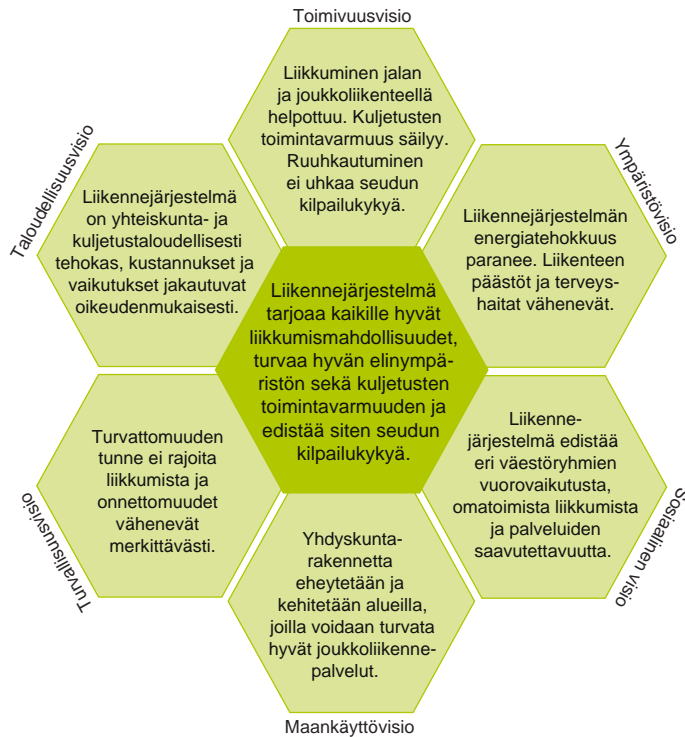 Toimivuusvisio
Liikkuminen jalan
ja joukkoliikenteellä
helpottuu. Kuljetusten
toimintavarmuus säilyy.
Ruuhkautuminen
ei uhkaa seudun
kilpailukykyä.
Taloudellisuusvisio
Liikennejärjestelmä
on yhteiskunta- ja
kuljetustaloudellisesti
tehokas, kustannukset ja
vaikutukset jakautuvat
oikeudenmukaisesti.
Ympäristövisio
Liikennejärjestelmän
energiatehokkuus
paranee. Liikenteen
päästöt ja terveys-
haitat vähenevät.
Liikennejärjestelmä
tarjoaa kaikille hyvät
liikkumismahdollisuudet,
turvaa hyvän elinympä-
ristön sekä kuljetusten
toimintavarmuuden ja
edistää siten seudun
kilpailukykyä.
Turvattomuuden
tunne ei rajoita
liikkumista ja
onnettomuudet
vähenevät
merkittävästi.
Turvallisuusvisio
Liikenne-
järjestelmä edistää
eri väestöryhmien
vuorovaikutusta,
omatoimista liikkumista
ja palveluiden
saavutettavuutta.
Sosiaalinen visio
Yhdyskunta-
rakennetta
eheytetään ja
kehitetään alueilla,
joilla voidaan turvata
hyvät joukkoliikenne-
palvelut.
Maankäyttövisio